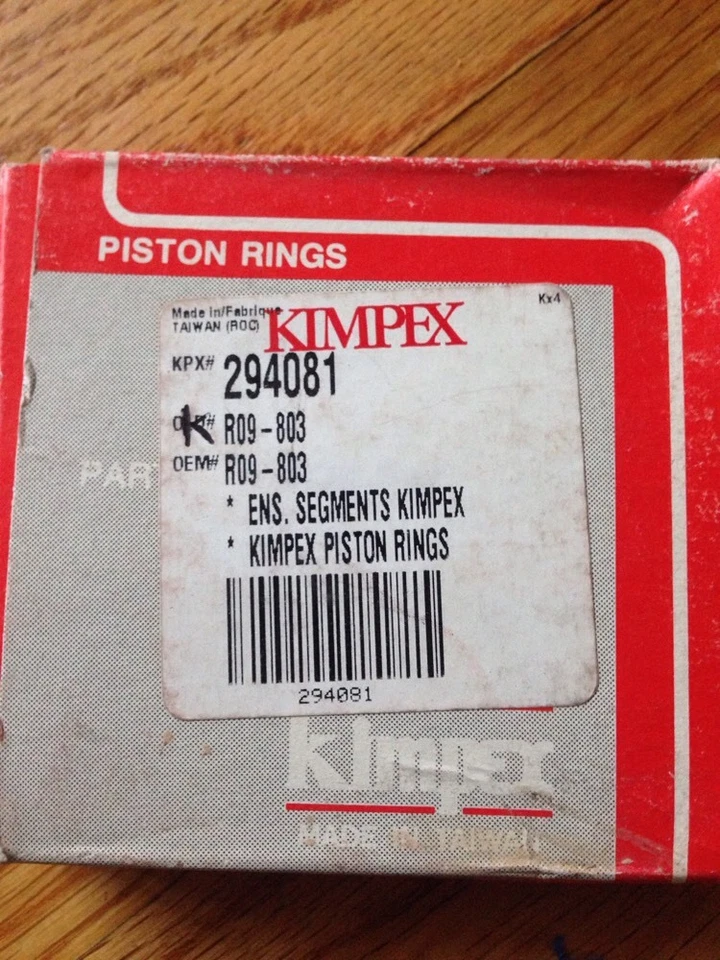 PISTON RINGS
Made in/Fabrique
TAIWAN (ROC)
KIMPEX
Kx4
KPX# 294081
K R09-803
OEM# R09-803
* ENS. SEGMENTS KIMPEX
* KIMPEX PISTON RINGS
294081
PAR
kimpex
MADE IN TAIWAN